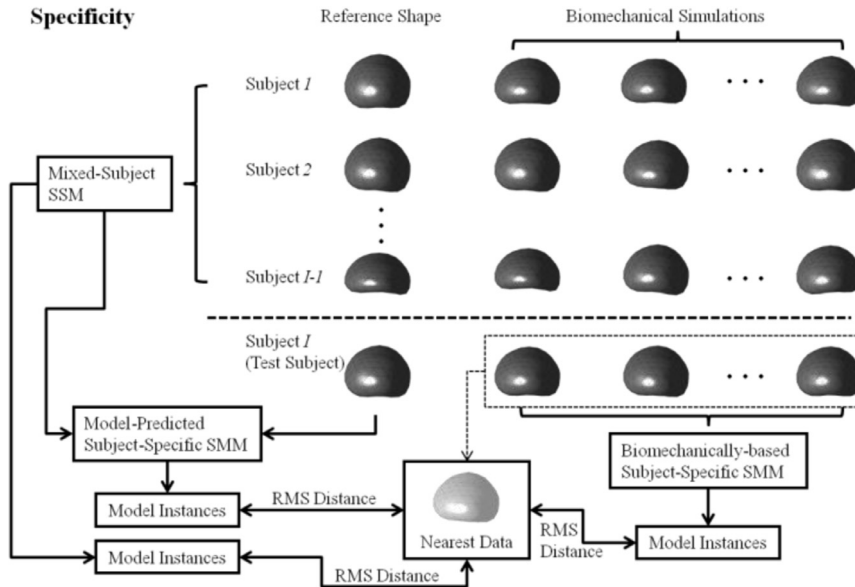 Specificity
Reference Shape
Biomechanical Simulations
Subject 1
Mixed-Subject
SSM
Subject 2
Subject I-1
Subject I
(Test Subject)
Model-Predicted
Subject-Specific SMM
Biomechanically-based
Subject-Specific SMM
Model Instances
RMS Distance
Nearest Data
RMS
Distance
Model Instances
Model Instances
RMS Distance